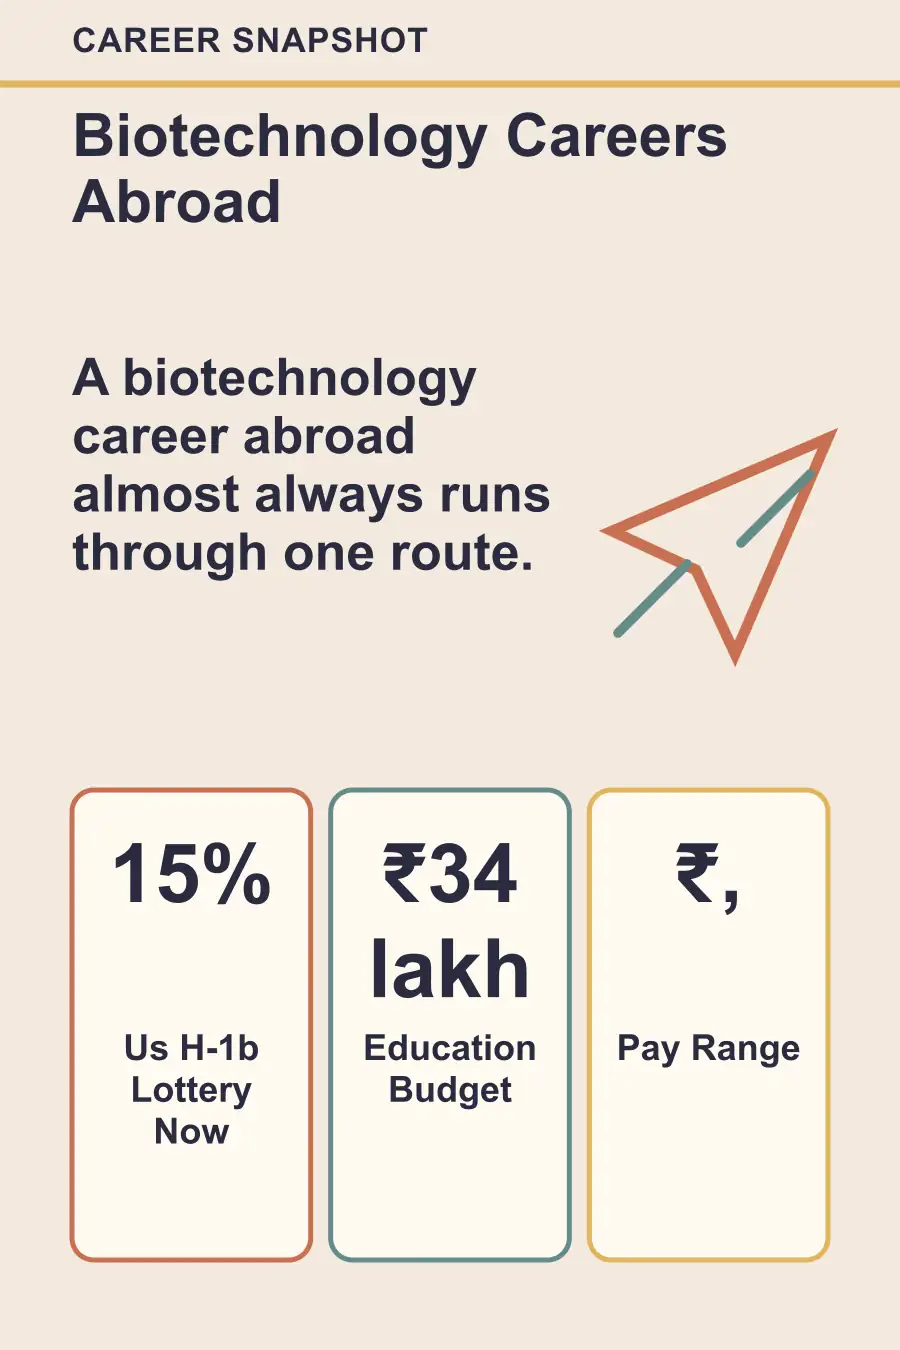 CAREER SNAPSHOT
Biotechnology Careers
Abroad
A biotechnology
career abroad
almost always runs
through one route.
15%
Us H-1b
Lottery
Now
₹34
lakh
Education
Budget
₹,
Pay Range